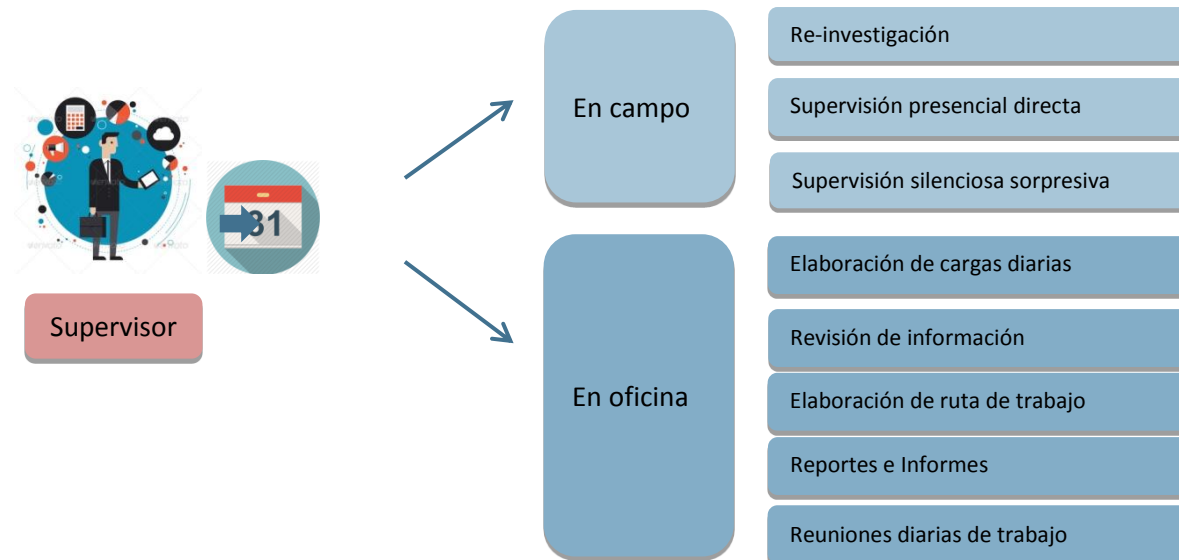 Supervisor
31
En campo
Re-investigación
Supervisión presencial directa
Supervisión silenciosa sorpresiva
En oficina
Elaboración de cargas diarias
Revisión de información
Elaboración de ruta de trabajo
Reportes e Informes
Reuniones diarias de trabajo